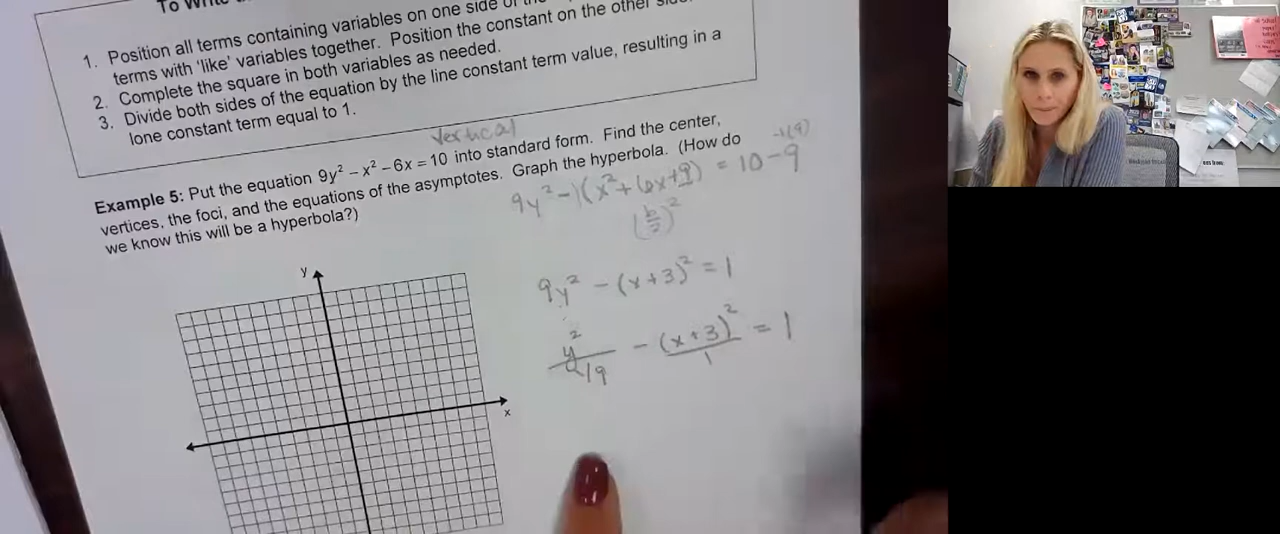 To Write
1. Position all terms containing variables on one side of the
terms with 'like' variables together. Position the constant on the other side.
2. Complete the square in both variables as needed.
3. Divide both sides of the equation by the line constant term value, resulting in a
lone constant term equal to 1.
vertical
Example 5: Put the equation 9y² – x² – 6x = 10 into standard form. Find the center,
vertices, the foci, and the equations of the asymptotes. Graph the hyperbola. (How do
we know this will be a hyperbola?)
-1(9)
9y² - 1(x² + 6x + 9) = 10 - 9
(b/2)²
9y² - (x+3)² = 1
y²/1/9 - (x+3)²/1 = 1
y
x